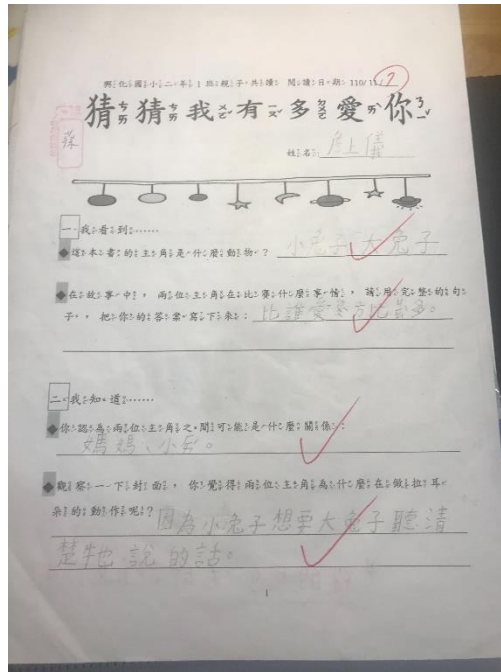 興化國小二年1班親子共讀 閱讀日期 110/11/2
猜猜我有多愛你
蔡
姓名：詹上儀
一、我看到……
◆這本書的主角是什麼動物？小兔子 大兔子
◆在故事中，兩位主角在比賽什麼事情，請用完整的句
子，把你的答案寫下來：比誰愛對方比最多。
二、我知道……
◆你認為兩位主角之間可能是什麼關係：
媽媽、小孩。
◆觀察一下封面，你覺得兩位主角為什麼在做拉耳
朵的動作呢？因為小兔子想要大兔子聽清
楚牠說的話。
1